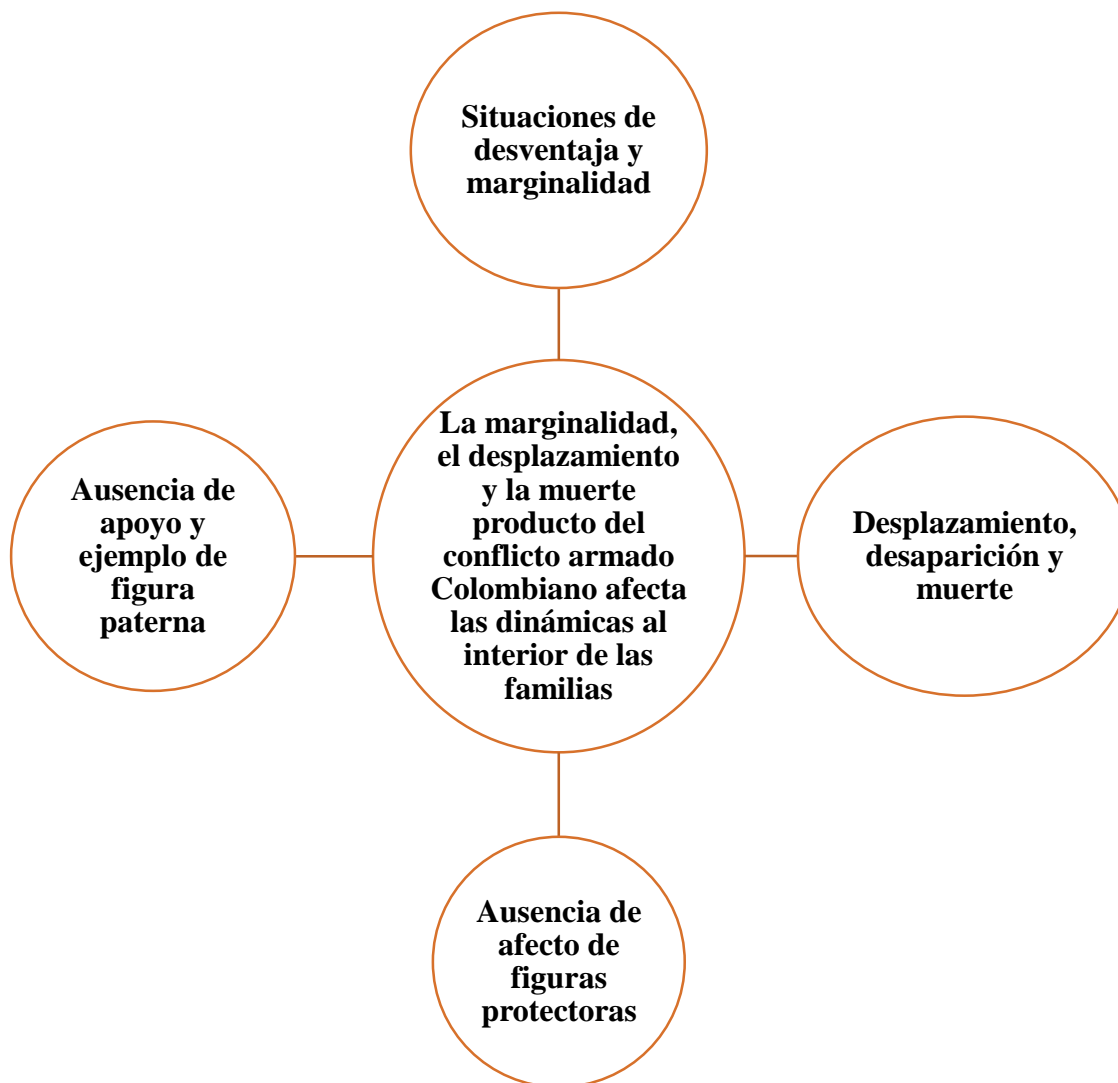 Situaciones de
desventaja y
marginalidad
La marginalidad,
el desplazamiento
y la muerte
producto del
conflicto armado
Colombiano afecta
las dinámicas al
interior de las
familias
Ausencia de
apoyo y
ejemplo de
figura
paterna
Desplazamiento,
desaparición y
muerte
Ausencia de
afecto de
figuras
protectoras